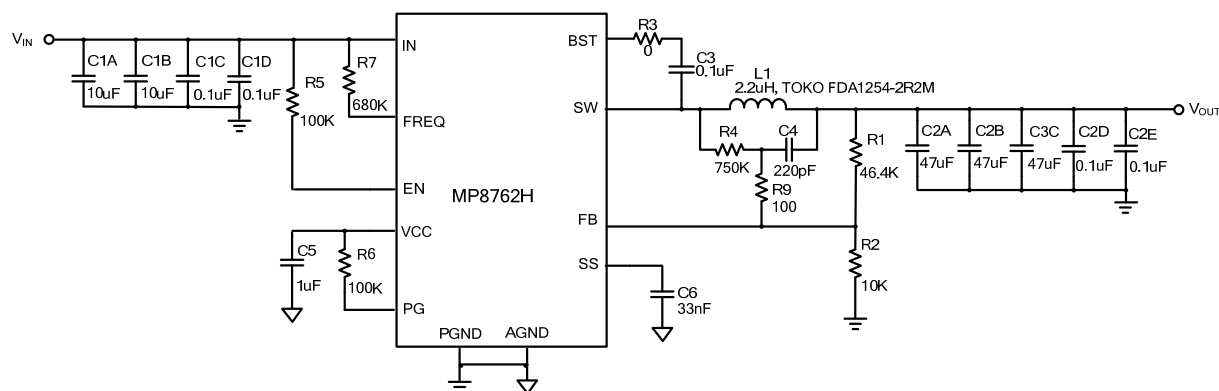 VIN
C1A
10uF
C1B
10uF
C1C
0.1uF
C1D
0.1uF
R5
100K
R7
680K
IN
FREQ
EN
VCC
PG
PGND
AGND
MP8762H
BST
SW
FB
SS
C5
1uF
R6
100K
R3
0
C3
0.1uF
L1
2.2uH, TOKO FDA1254-2R2M
R4
750K
C4
220pF
R9
100
R1
46.4K
R2
10K
C6
33nF
C2A
47uF
C2B
47uF
C3C
47uF
C2D
0.1uF
C2E
0.1uF
VOUT